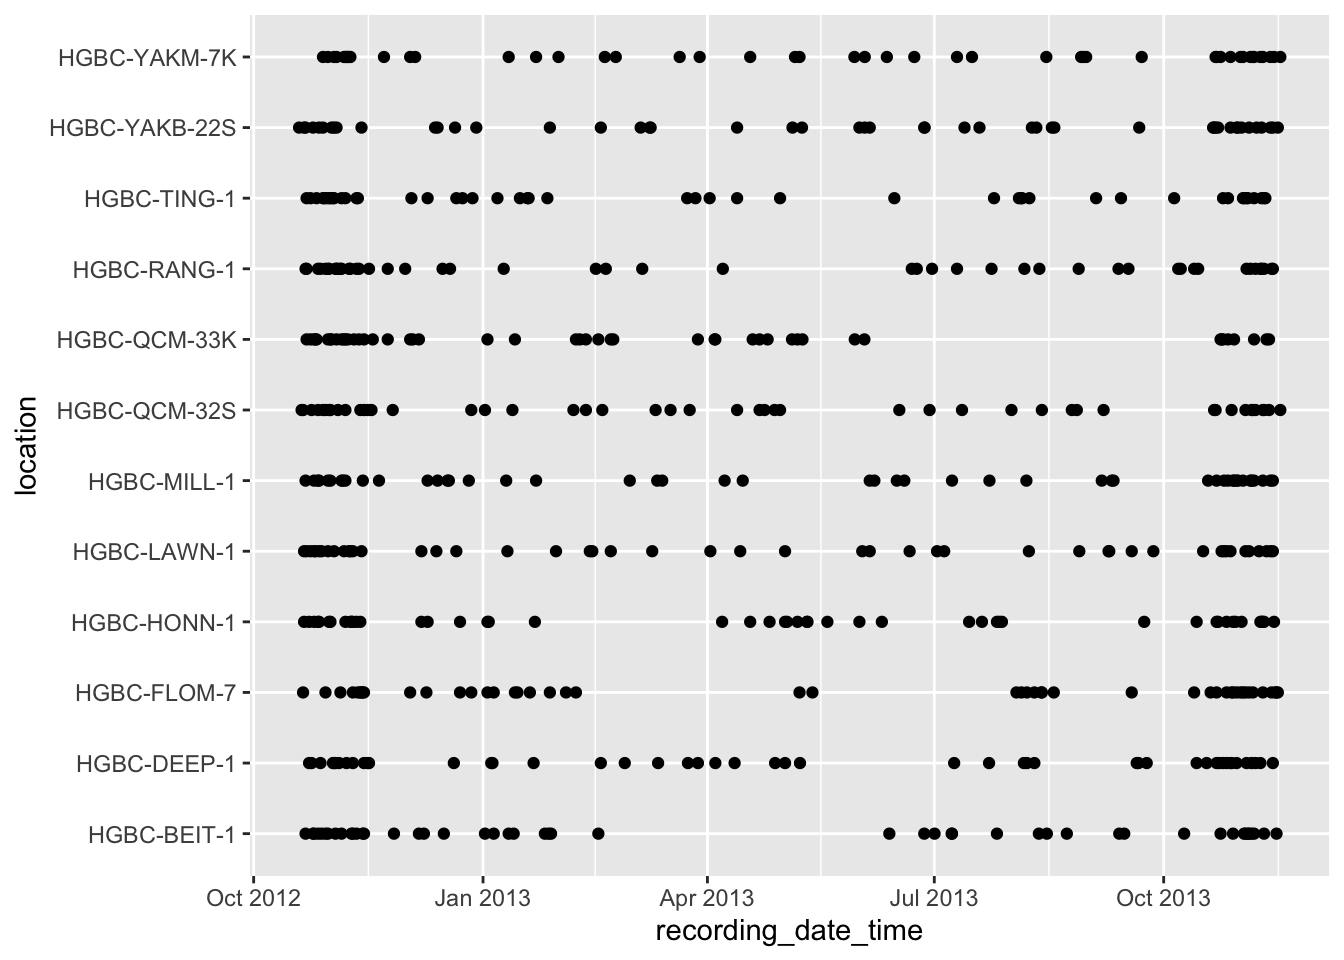 HGBC-YAKM-7K
HGBC-YAKB-22S
HGBC-TING-1
HGBC-RANG-1
HGBC-QCM-33K
HGBC-QCM-32S
HGBC-MILL-1
HGBC-LAWN-1
HGBC-HONN-1
HGBC-FLOM-7
HGBC-DEEP-1
HGBC-BEIT-1
location
Oct 2012 Jan 2013 Apr 2013 Jul 2013 Oct 2013
recording_date_time